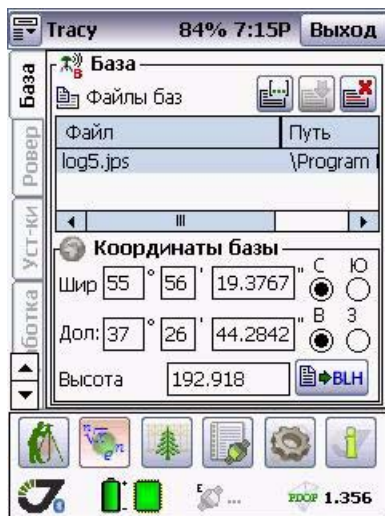 Tracy 84% 7:15P Выход
База
Ровер
Уст-ки
ботка
База
Файлы баз
Файл Путь
log5.jps \Program
Координаты базы
Шир 55 ° 56 ' 19.3767 " С Ю
Дол: 37 ° 26 ' 44.2842 " В З
Высота 192.918 BLH
PDOP 1.356